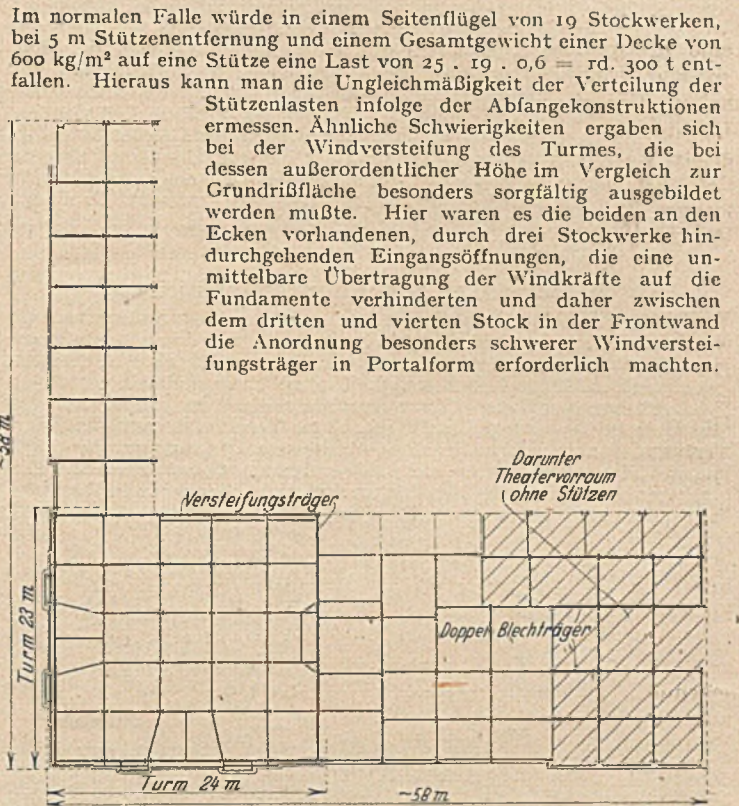 Im normalen Falle würde in einem Seitenflügel von 19 Stockwerken,
bei 5 m Stützenentfernung und einem Gesamtgewicht einer Decke von
600 kg/m² auf eine Stütze eine Last von 25 . 19 . 0,6 = rd. 300 t ent-
fallen. Hieraus kann man die Ungleichmäßigkeit der Verteilung der
Stützenlasten infolge der Abfangekonstruktionen
ermessen. Ähnliche Schwierigkeiten ergaben sich
bei der Windversteifung des Turmes, die bei
dessen außerordentlicher Höhe im Vergleich zur
Grundrißfläche besonders sorgfältig ausgebildet
werden mußte. Hier waren es die beiden an den
Ecken vorhandenen, durch drei Stockwerke hin-
durchgehenden Eingangsöffnungen, die eine un-
mittelbare Übertragung der Windkräfte auf die
Fundamente verhinderten und daher zwischen
dem dritten und vierten Stock in der Frontwand
die Anordnung besonders schwerer Windverstei-
fungsträger in Portalform erforderlich machten.
~58 m
Darunter
Theatervorraum
ohne Stützen
Versteifungsträger
Turm 23 m
Doppel Blechträger
Turm 24 m
~58 m